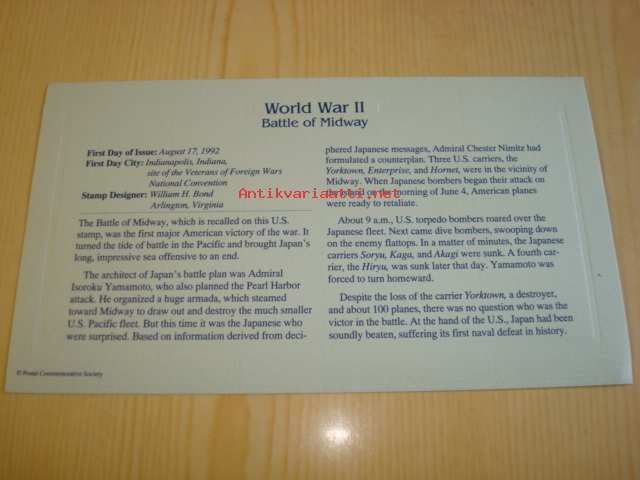 World War II
Battle of Midway
First Day of Issue: August 17, 1992
First Day City: Indianapolis, Indiana,
site of the Veterans of Foreign Wars
National Convention
Stamp Designer: William H. Bond
Arlington, Virginia
The Battle of Midway, which is recalled on this U.S.
stamp, was the first major American victory of the war. It
turned the tide of battle in the Pacific and brought Japan's
long, impressive sea offensive to an end.
The architect of Japan's battle plan was Admiral
Isoroku Yamamoto, who also planned the Pearl Harbor
attack. He organized a huge armada, which steamed
toward Midway to draw out and destroy the much smaller
U.S. Pacific fleet. But this time it was the Japanese who
were surprised. Based on information derived from deci-
phered Japanese messages, Admiral Chester Nimitz had
formulated a counterplan. Three U.S. carriers, the
Yorktown, Enterprise, and Hornet, were in the vicinity of
Midway. When Japanese bombers began their attack on
the island on the morning of June 4, American planes
were ready to retaliate.
About 9 a.m., U.S. torpedo bombers roared over the
Japanese fleet. Next came dive bombers, swooping down
on the enemy flattops. In a matter of minutes, the Japanese
carriers Soryu, Kaga, and Akagi were sunk. A fourth car-
rier, the Hiryu, was sunk later that day. Yamamoto was
forced to turn homeward.
Despite the loss of the carrier Yorktown, a destroyer,
and about 100 planes, there was no question who was the
victor in the battle. At the hand of the U.S., Japan had been
soundly beaten, suffering its first naval defeat in history.
© Postal Commemorative Society
Antikvariaatti.net